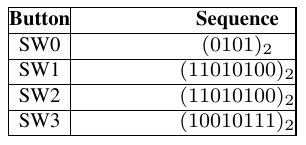 Button Sequence
SW0 (0101)₂
SW1 (11010100)₂
SW2 (11010100)₂
SW3 (10010111)₂